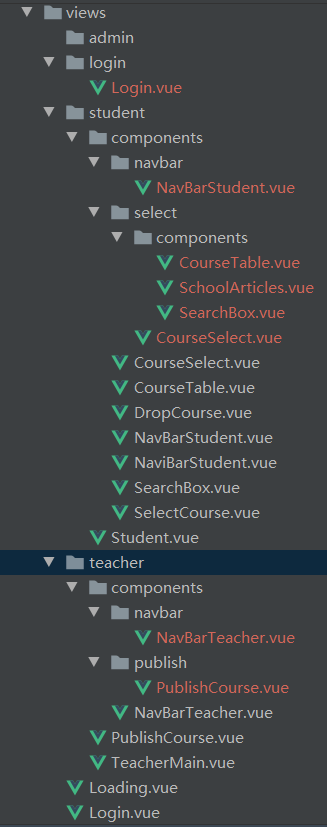 views
admin
login
Login.vue
student
components
navbar
NavBarStudent.vue
select
components
CourseTable.vue
SchoolArticles.vue
SearchBox.vue
CourseSelect.vue
CourseSelect.vue
CourseTable.vue
DropCourse.vue
NavBarStudent.vue
NaviBarStudent.vue
SearchBox.vue
SelectCourse.vue
Student.vue
teacher
components
navbar
NavBarTeacher.vue
publish
PublishCourse.vue
NavBarTeacher.vue
PublishCourse.vue
TeacherMain.vue
Loading.vue
Login.vue